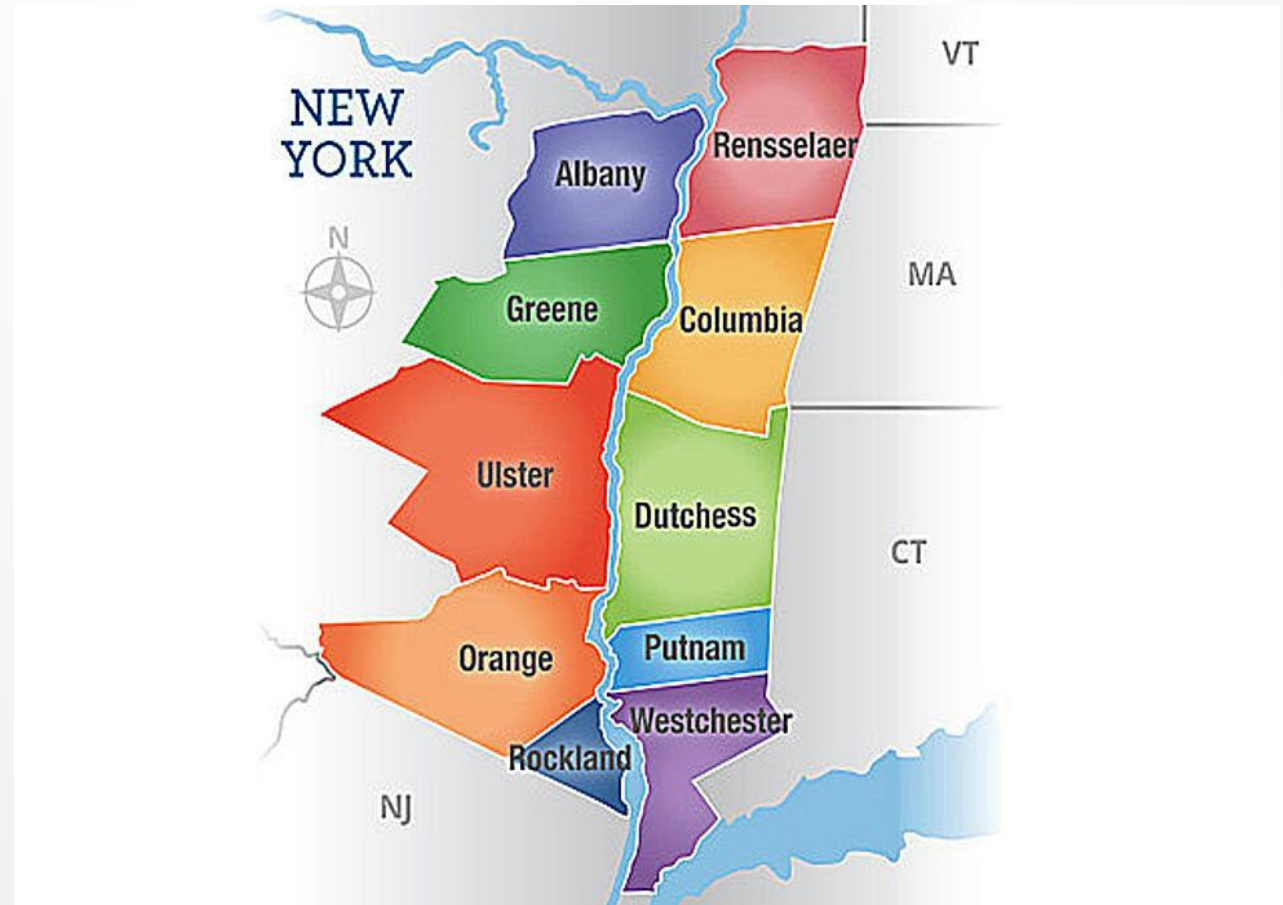 VT
NEW
YORK
Rensselaer
Albany
N
MA
Greene
Columbia
Ulster
Dutchess
CT
Putnam
Orange
Westchester
Rockland
NJ